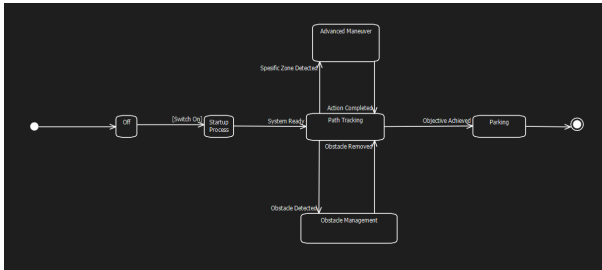 Advanced Maneuver
Spesific Zone Detected
Action Completed
Off
[Switch On]
Startup
Process
System Ready
Path Tracking
Objective Achieved
Parking
Obstacle Removed
Obstacle Detected
Obstacle Management